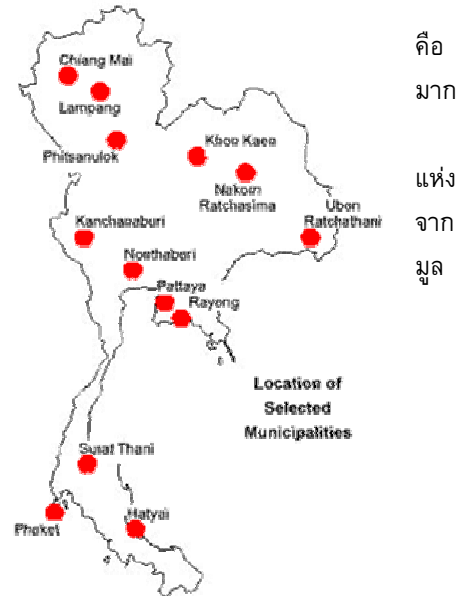 คือ
Chiang Mai
มาก
Lampang
Khon Kaen
Phitsanulok
แห่ง
Nakorn
Ratchasima
Ubon
Ratchathani
Kanchanaburi
จาก
Nonthaburi
มูล
Pattaya
Rayong
Location of
Selected
Municipalities
Surat Thani
Phuket
Hatyai